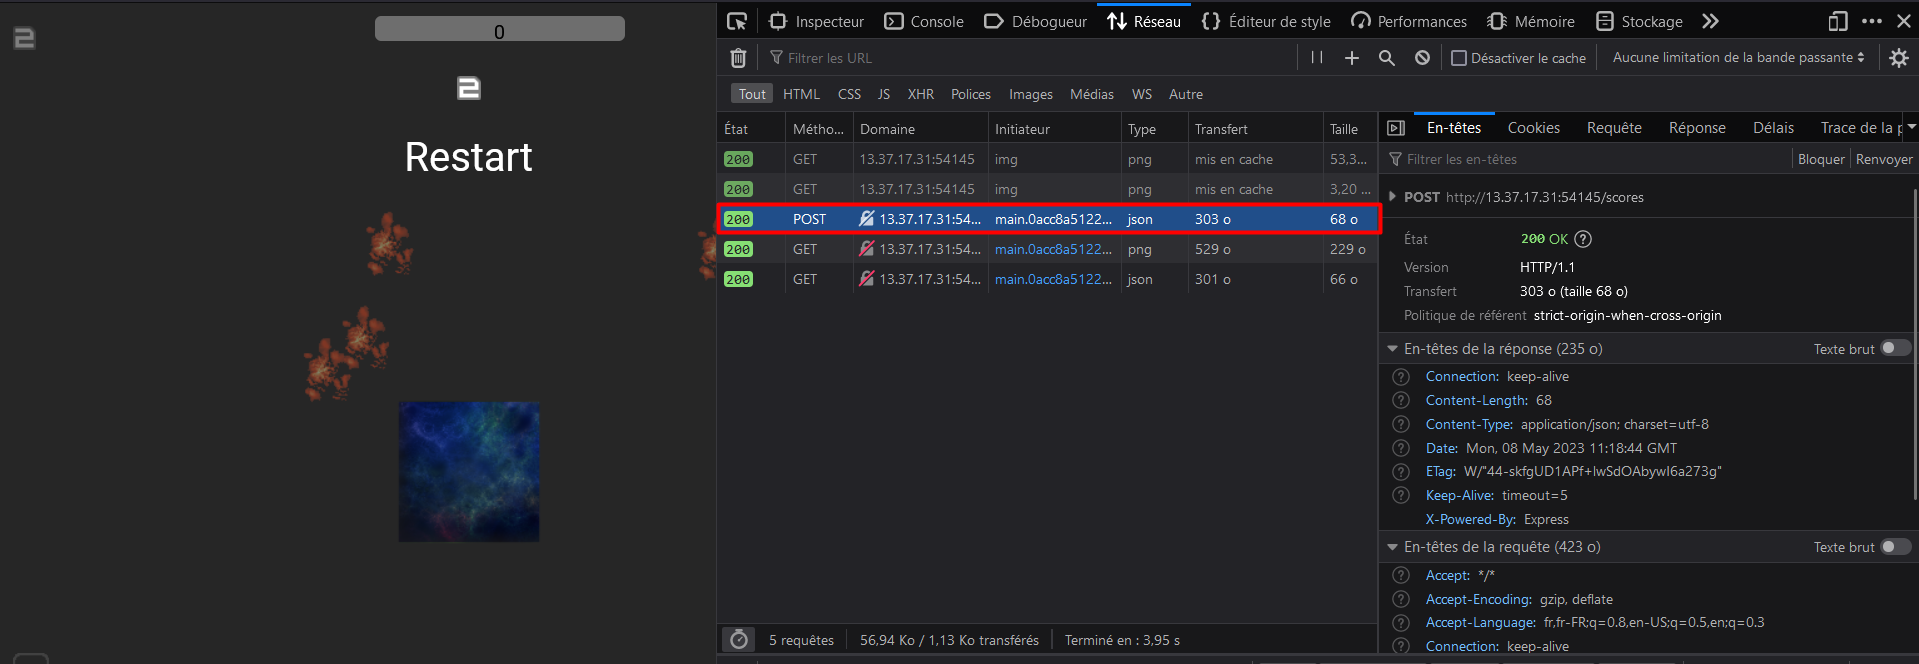 2
0
2
Restart
Inspecteur Console Débogueur Réseau Éditeur de style Performances Mémoire Stockage
Filtrer les URL
Désactiver le cache
Aucune limitation de la bande passante
Tout HTML CSS JS XHR Polices Images Médias WS Autre
État Métho... Domaine Initiateur Type Transfert Taille
200 GET 13.37.17.31:54145 img png mis en cache 53,3...
200 GET 13.37.17.31:54145 img png mis en cache 3,20 ...
200 POST 13.37.17.31:54... main.0acc8a5122... json 303 o 68 o
200 GET 13.37.17.31:54... main.0acc8a5122... png 529 o 229 o
200 GET 13.37.17.31:54... main.0acc8a5122... json 301 o 66 o
5 requêtes 56,94 Ko / 1,13 Ko transférés Terminé en : 3,95 s
En-têtes Cookies Requête Réponse Délais Trace de la p
Filtrer les en-têtes Bloquer Renvoyer
POST http://13.37.17.31:54145/scores
État 200 OK ?
Version HTTP/1.1
Transfert 303 o (taille 68 o)
Politique de référent strict-origin-when-cross-origin
En-têtes de la réponse (235 o) Texte brut
? Connection: keep-alive
? Content-Length: 68
? Content-Type: application/json; charset=utf-8
? Date: Mon, 08 May 2023 11:18:44 GMT
? ETag: W/"44-skfgUD1APf+lwSdOAbywl6a273g"
? Keep-Alive: timeout=5
X-Powered-By: Express
En-têtes de la requête (423 o) Texte brut
? Accept: */*
? Accept-Encoding: gzip, deflate
? Accept-Language: fr,fr-FR;q=0.8,en-US;q=0.5,en;q=0.3
? Connection: keep-alive